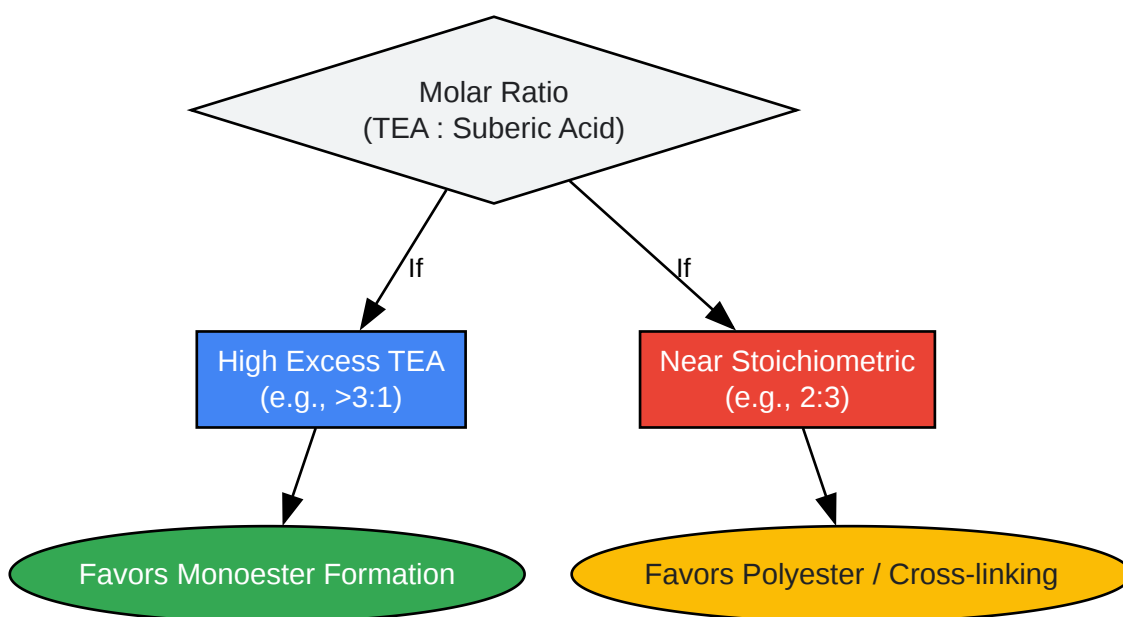 Molar Ratio
(TEA : Suberic Acid)
If
If
High Excess TEA
(e.g., >3:1)
Near Stoichiometric
(e.g., 2:3)
Favors Monoester Formation
Favors Polyester / Cross-linking